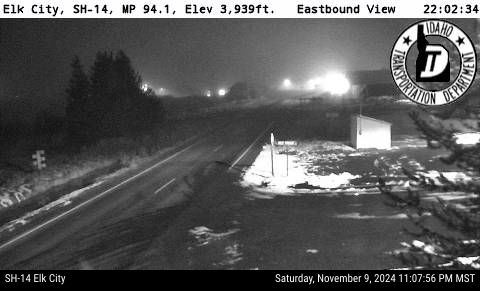 Elk City, SH-14, MP 94.1, Elev 3,939ft. Eastbound View 22:02:34
IDAHO
TRANSPORTATION DEPARTMENT
SH-14 Elk City Saturday, November 9, 2024 11:07:56 PM MST